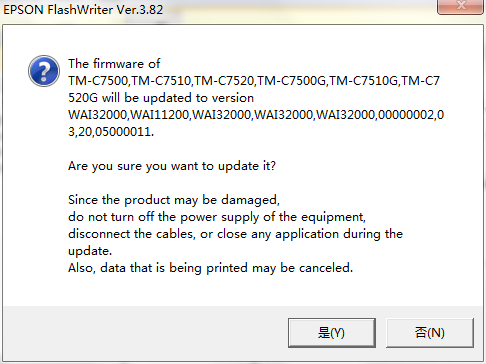 EPSON FlashWriter Ver.3.82
The firmware of
TM-C7500,TM-C7510,TM-C7520,TM-C7500G,TM-C7510G,TM-C7
520G will be updated to version
WAI32000,WAI11200,WAI32000,WAI32000,WAI32000,00000002,0
3,20,05000011.
Are you sure you want to update it?
Since the product may be damaged,
do not turn off the power supply of the equipment,
disconnect the cables, or close any application during the
update.
Also, data that is being printed may be canceled.
是(Y)
否(N)